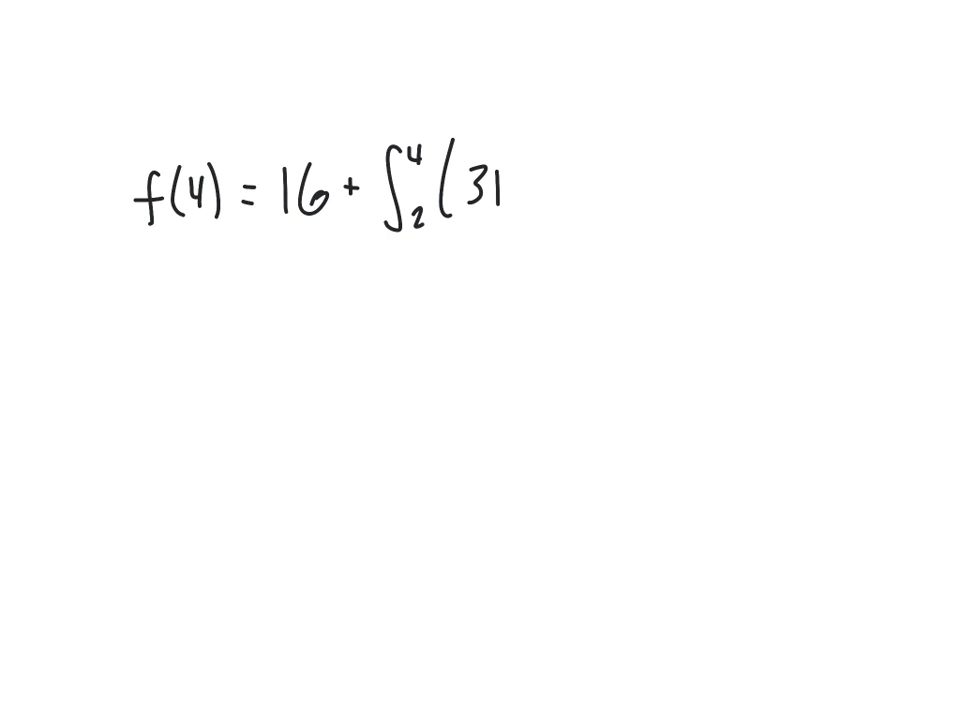 f(4) = 16 + ∫₂⁴ (31